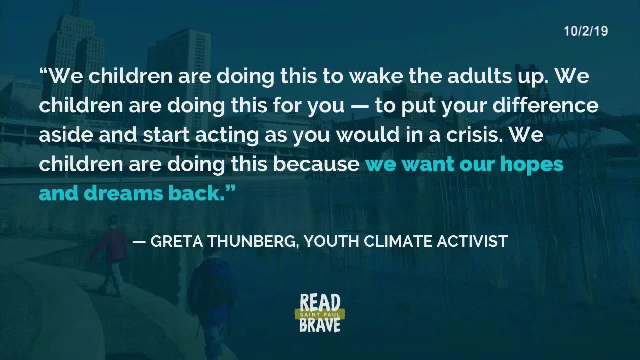 10/2/19
“We children are doing this to wake the adults up. We
children are doing this for you — to put your difference
aside and start acting as you would in a crisis. We
children are doing this because we want our hopes
and dreams back.”
— GRETA THUNBERG, YOUTH CLIMATE ACTIVIST
READ
SAINT PAUL
BRAVE